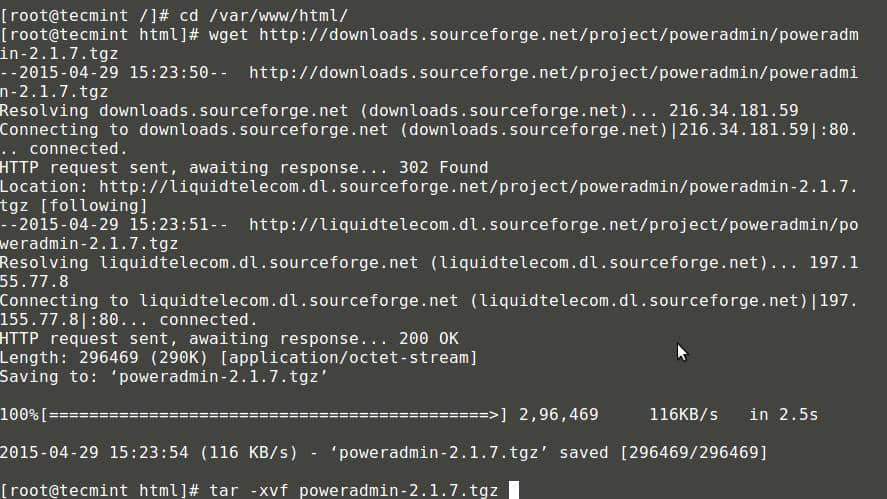 [root@tecmint /]# cd /var/www/html/
[root@tecmint html]# wget http://downloads.sourceforge.net/project/poweradmin/poweradm
in-2.1.7.tgz
--2015-04-29 15:23:50--  http://downloads.sourceforge.net/project/poweradmin/poweradmi
n-2.1.7.tgz
Resolving downloads.sourceforge.net (downloads.sourceforge.net)... 216.34.181.59
Connecting to downloads.sourceforge.net (downloads.sourceforge.net)|216.34.181.59|:80.
.. connected.
HTTP request sent, awaiting response... 302 Found
Location: http://liquidtelecom.dl.sourceforge.net/project/poweradmin/poweradmin-2.1.7.
tgz [following]
--2015-04-29 15:23:51--  http://liquidtelecom.dl.sourceforge.net/project/poweradmin/po
weradmin-2.1.7.tgz
Resolving liquidtelecom.dl.sourceforge.net (liquidtelecom.dl.sourceforge.net)... 197.1
55.77.8
Connecting to liquidtelecom.dl.sourceforge.net (liquidtelecom.dl.sourceforge.net)|197.
155.77.8|:80... connected.
HTTP request sent, awaiting response... 200 OK
Length: 296469 (290K) [application/octet-stream]
Saving to: ‘poweradmin-2.1.7.tgz’
100%[============================================>] 2,96,469     116KB/s   in 2.5s
2015-04-29 15:23:54 (116 KB/s) - ‘poweradmin-2.1.7.tgz’ saved [296469/296469]
[root@tecmint html]# tar -xvf poweradmin-2.1.7.tgz